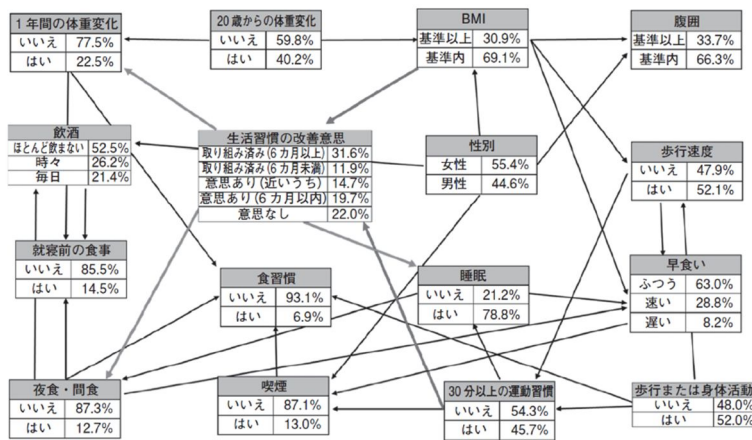 1年間の体重変化
いいえ 77.5%
はい 22.5%
20歳からの体重変化
いいえ 59.8%
はい 40.2%
BMI
基準以上 30.9%
基準内 69.1%
腹囲
基準以上 33.7%
基準内 66.3%
飲酒
ほとんど飲まない 52.5%
時々 26.2%
毎日 21.4%
生活習慣の改善意思
取り組み済み(6カ月以上) 31.6%
取り組み済み(6カ月未満) 11.9%
意思あり(近いうち) 14.7%
意思あり(6カ月以内) 19.7%
意思なし 22.0%
性別
女性 55.4%
男性 44.6%
歩行速度
いいえ 47.9%
はい 52.1%
就寝前の食事
いいえ 85.5%
はい 14.5%
食習慣
いいえ 93.1%
はい 6.9%
睡眠
いいえ 21.2%
はい 78.8%
早食い
ふつう 63.0%
速い 28.8%
遅い 8.2%
夜食・間食
いいえ 87.3%
はい 12.7%
喫煙
いいえ 87.1%
はい 13.0%
30分以上の運動習慣
いいえ 54.3%
はい 45.7%
歩行または身体活動
いいえ 48.0%
はい 52.0%